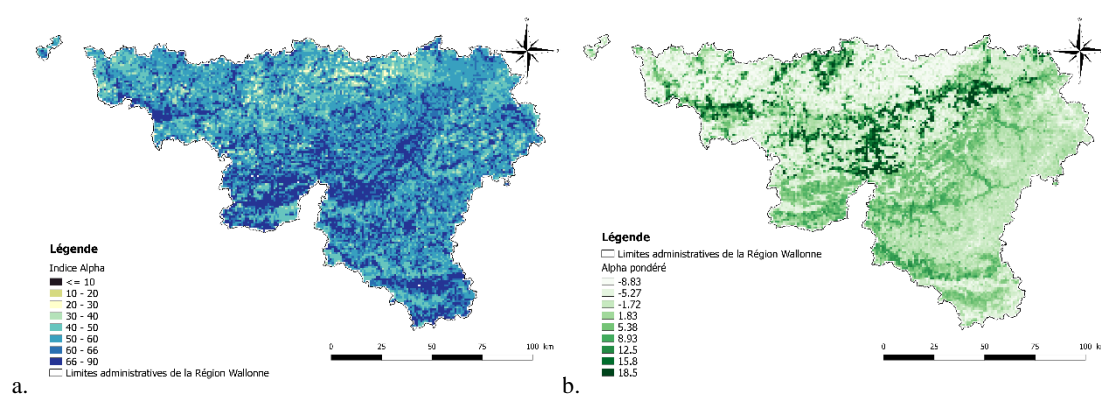 Légende
Indice Alpha
<= 10
10 - 20
20 - 30
30 - 40
40 - 50
50 - 60
60 - 66
66 - 90
Limites administratives de la Région Wallonne
0 25 50 75 100 km
a.
Légende
Limites administratives de la Région Wallonne
Alpha pondéré
-8.83
-5.27
-1.72
1.83
5.38
8.93
12.5
15.8
18.5
0 25 50 75 100 k
b.